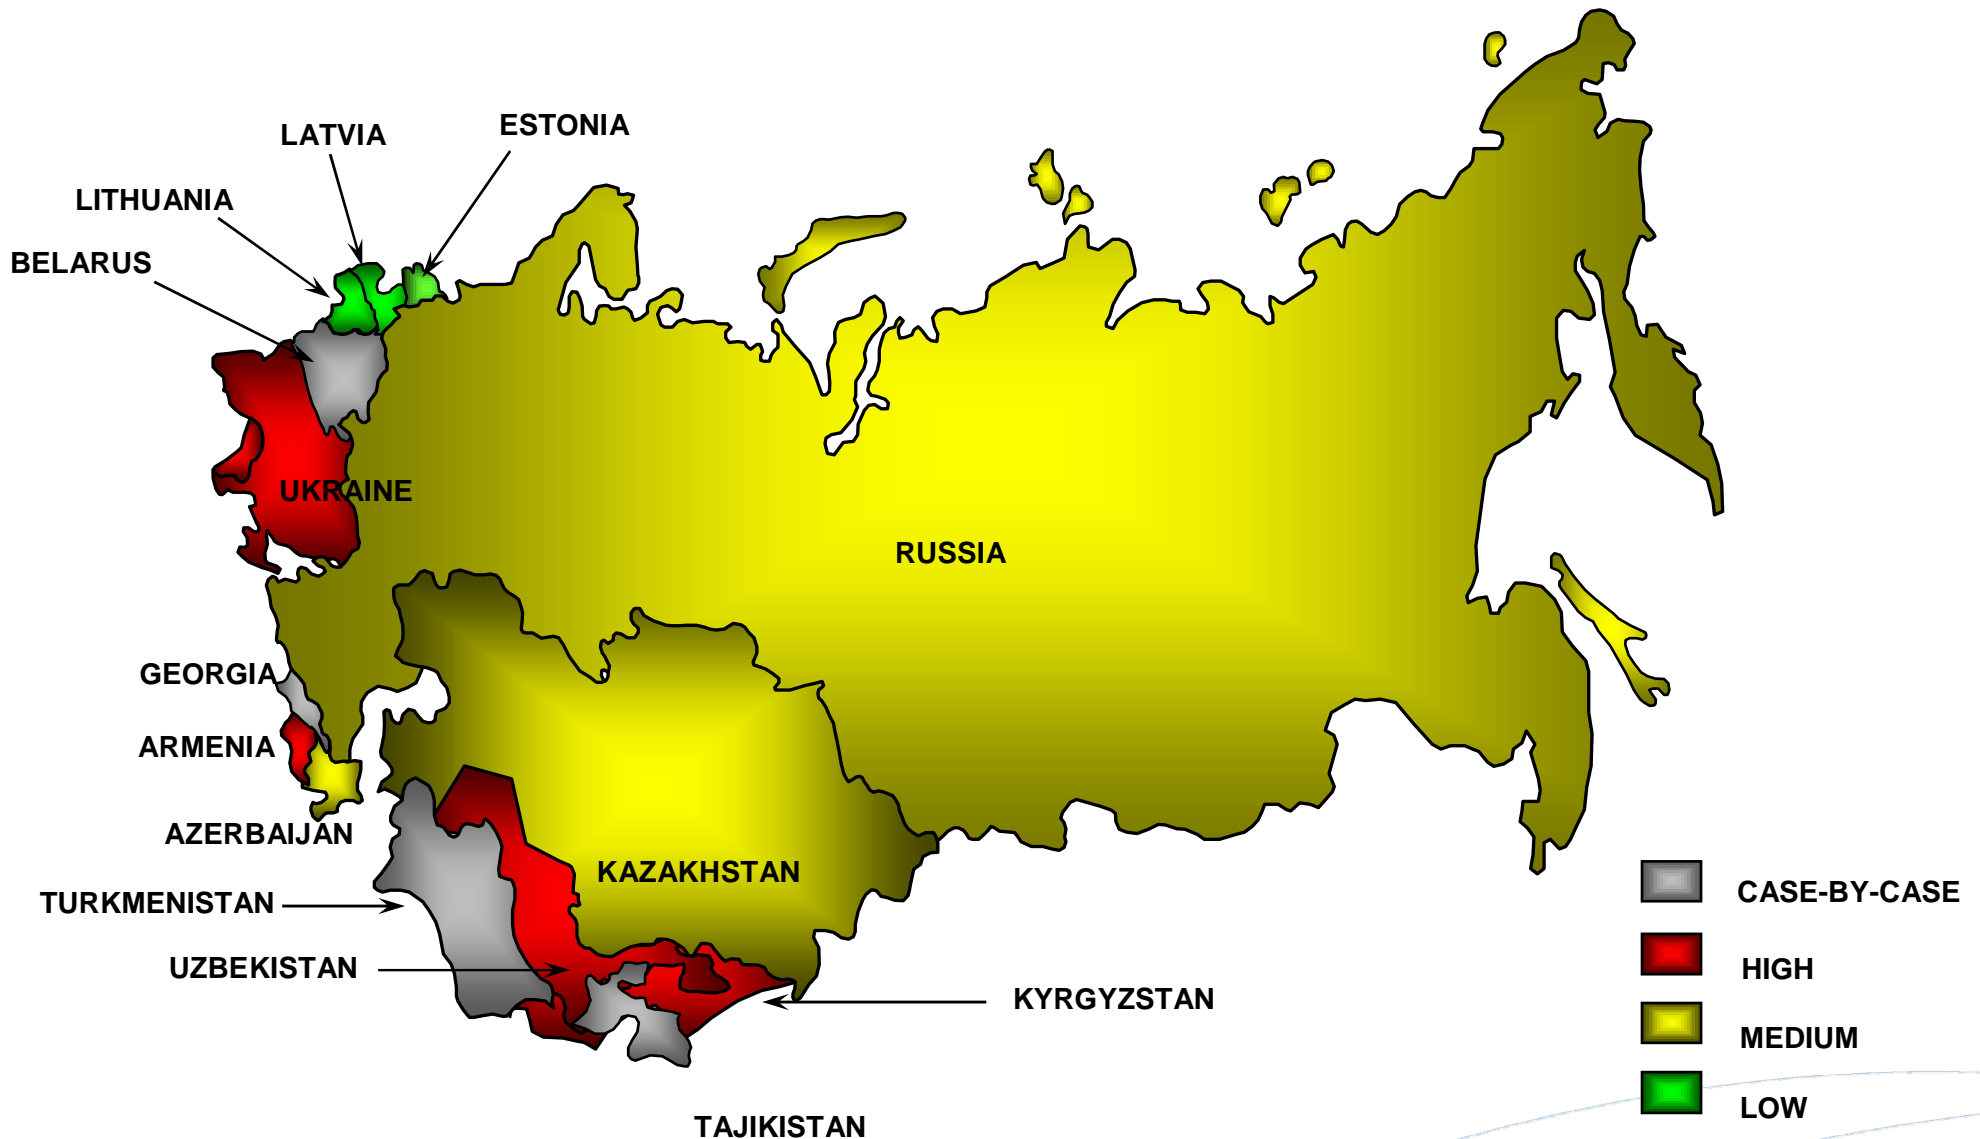 LATVIA
ESTONIA
LITHUANIA
BELARUS
UKRAINE
RUSSIA
GEORGIA
ARMENIA
AZERBAIJAN
KAZAKHSTAN
TURKMENISTAN
UZBEKISTAN
KYRGYZSTAN
TAJIKISTAN
CASE-BY-CASE
HIGH
MEDIUM
LOW